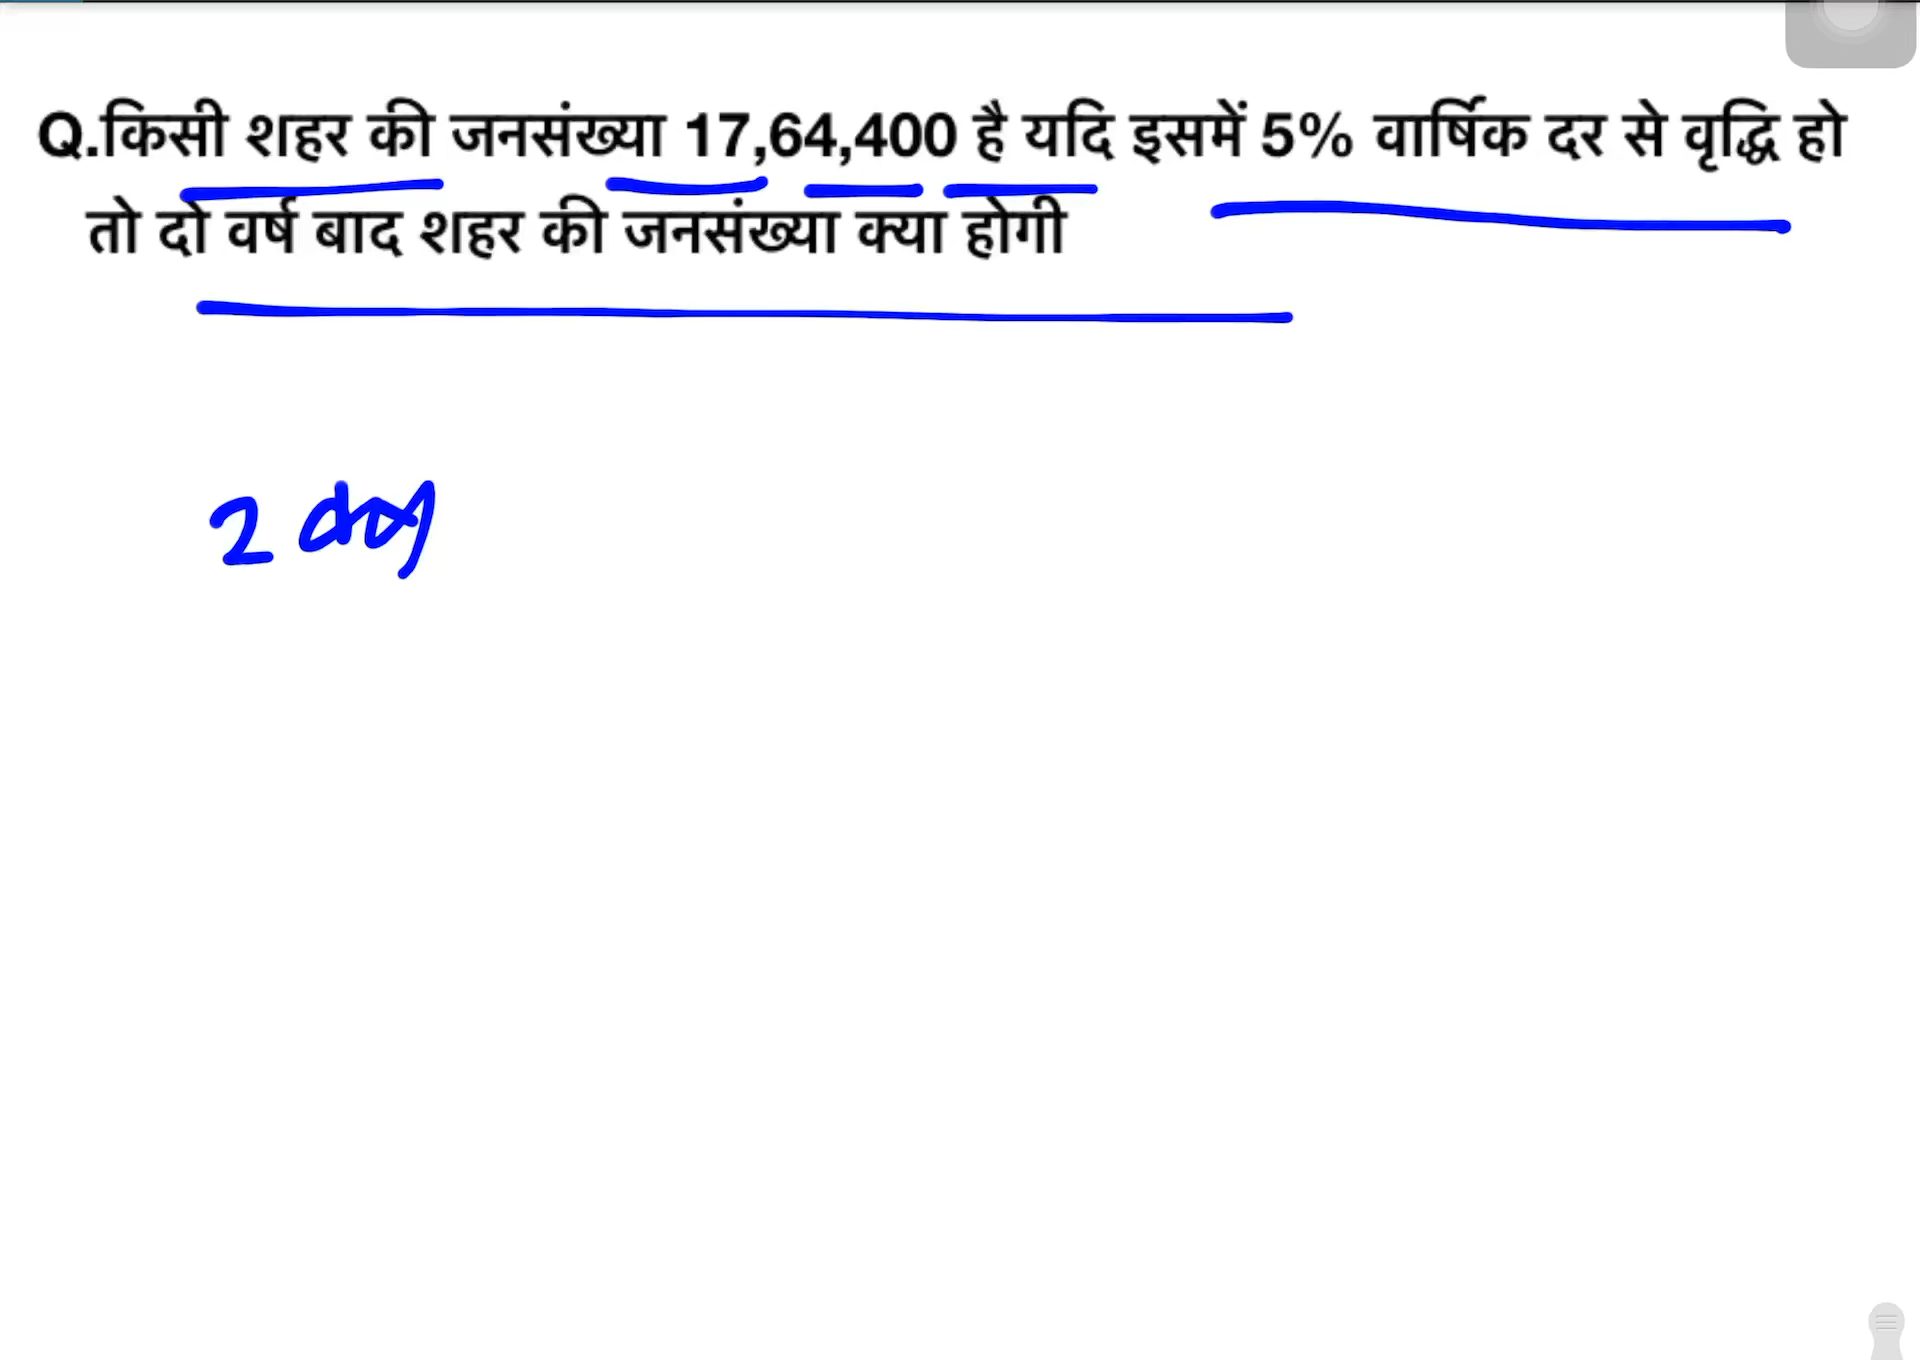 Q.किसी शहर की जनसंख्या 17,64,400 है यदि इसमें 5% वार्षिक दर से वृद्धि हो
तो दो वर्ष बाद शहर की जनसंख्या क्या होगी
2